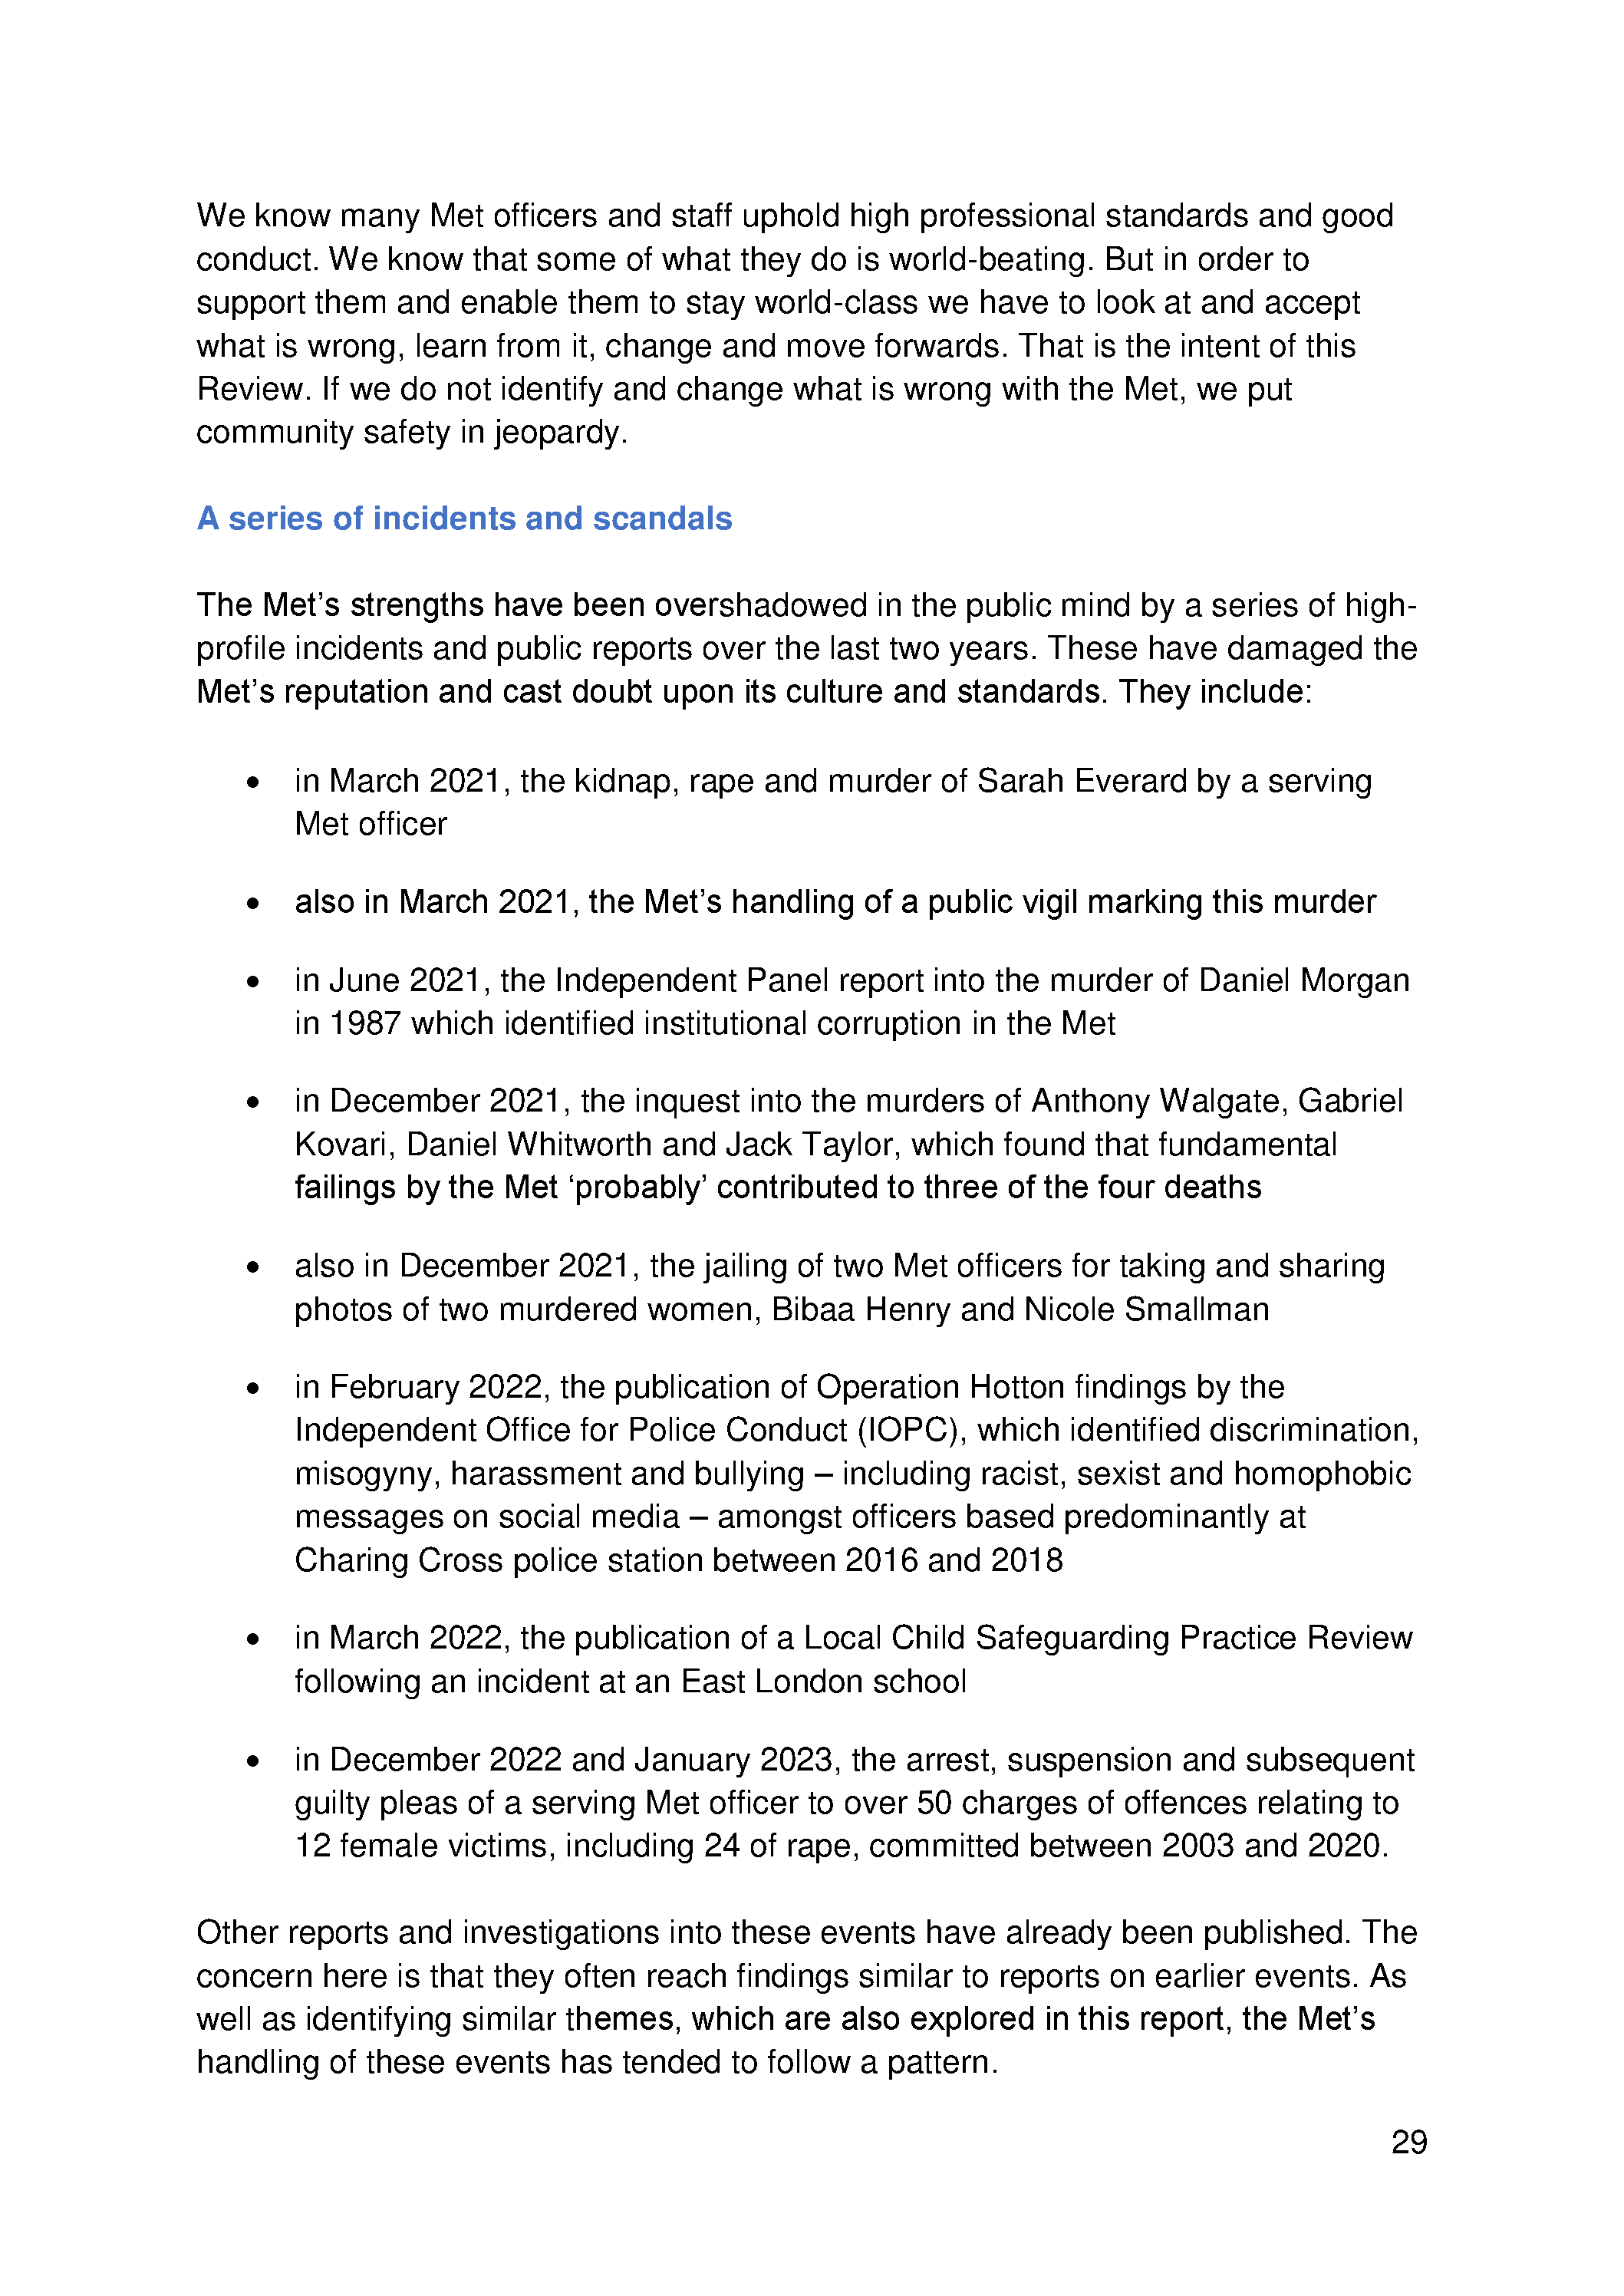 We know many Met officers and staff uphold high professional standards and good
conduct. We know that some of what they do is world-beating. But in order to
support them and enable them to stay world-class we have to look at and accept
what is wrong, learn from it, change and move forwards. That is the intent of this
Review. If we do not identify and change what is wrong with the Met, we put
community safety in jeopardy.
A series of incidents and scandals
The Met’s strengths have been overshadowed in the public mind by a series of high-
profile incidents and public reports over the last two years. These have damaged the
Met’s reputation and cast doubt upon its culture and standards. They include:
• in March 2021, the kidnap, rape and murder of Sarah Everard by a serving
Met officer
• also in March 2021, the Met’s handling of a public vigil marking this murder
• in June 2021, the Independent Panel report into the murder of Daniel Morgan
in 1987 which identified institutional corruption in the Met
• in December 2021, the inquest into the murders of Anthony Walgate, Gabriel
Kovari, Daniel Whitworth and Jack Taylor, which found that fundamental
failings by the Met ‘probably’ contributed to three of the four deaths
• also in December 2021, the jailing of two Met officers for taking and sharing
photos of two murdered women, Bibaa Henry and Nicole Smallman
• in February 2022, the publication of Operation Hotton findings by the
Independent Office for Police Conduct (IOPC), which identified discrimination,
misogyny, harassment and bullying – including racist, sexist and homophobic
messages on social media – amongst officers based predominantly at
Charing Cross police station between 2016 and 2018
• in March 2022, the publication of a Local Child Safeguarding Practice Review
following an incident at an East London school
• in December 2022 and January 2023, the arrest, suspension and subsequent
guilty pleas of a serving Met officer to over 50 charges of offences relating to
12 female victims, including 24 of rape, committed between 2003 and 2020.
Other reports and investigations into these events have already been published. The
concern here is that they often reach findings similar to reports on earlier events. As
well as identifying similar themes, which are also explored in this report, the Met’s
handling of these events has tended to follow a pattern.
29